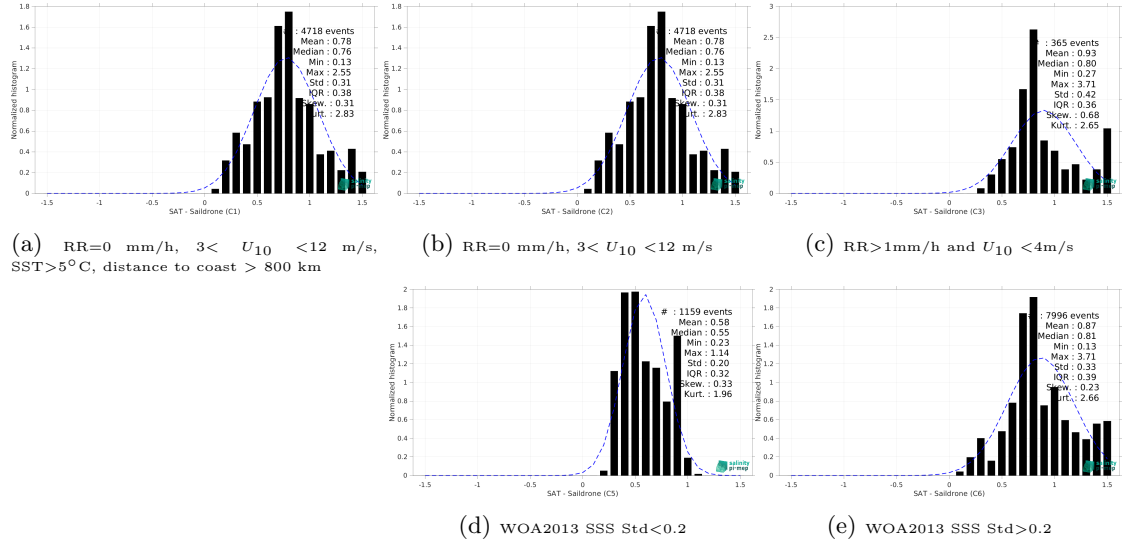 1.8
1.6
1.4
1.2
1
0.8
0.6
0.4
0.2
0
Normalized histogram
-1.5 -1 -0.5 0 0.5 1 1.5
SAT - Saildrone (C1)
: 4718 events
Mean : 0.78
Median : 0.76
Min : 0.13
Max : 2.55
Std : 0.31
IQR : 0.38
Skew. : 0.31
Kurt. : 2.83
salinity
pi-mep
(a) RR=0 mm/h, 3< U10 <12 m/s,
SST>5°C, distance to coast > 800 km
1.8
1.6
1.4
1.2
1
0.8
0.6
0.4
0.2
0
Normalized histogram
-1.5 -1 -0.5 0 0.5 1 1.5
SAT - Saildrone (C2)
: 4718 events
Mean : 0.78
Median : 0.76
Min : 0.13
Max : 2.55
Std : 0.31
IQR : 0.38
Skew. : 0.31
Kurt. : 2.83
salinity
pi-mep
(b) RR=0 mm/h, 3< U10 <12 m/s
3
2.5
2
1.5
1
0.5
0
Normalized histogram
-1.5 -1 -0.5 0 0.5 1 1.5
SAT - Saildrone (C3)
: 365 events
Mean : 0.93
Median : 0.80
Min : 0.27
Max : 3.71
Std : 0.42
IQR : 0.36
Skew. : 0.68
Kurt. : 2.65
salinity
pi-mep
(c) RR>1mm/h and U10 <4m/s
2
1.8
1.6
1.4
1.2
1
0.8
0.6
0.4
0.2
0
Normalized histogram
-1.5 -1 -0.5 0 0.5 1 1.5
SAT - Saildrone (C5)
# : 1159 events
Mean : 0.58
Median : 0.55
Min : 0.23
Max : 1.14
Std : 0.20
IQR : 0.32
Skew. : 0.33
Kurt. : 1.96
salinity
pi-mep
(d) WOA2013 SSS Std<0.2
2
1.8
1.6
1.4
1.2
1
0.8
0.6
0.4
0.2
0
Normalized histogram
-1.5 -1 -0.5 0 0.5 1 1.5
SAT - Saildrone (C6)
: 7996 events
Mean : 0.87
Median : 0.81
Min : 0.13
Max : 3.71
Std : 0.33
IQR : 0.39
Skew. : 0.23
Kurt. : 2.66
salinity
pi-mep
(e) WOA2013 SSS Std>0.2